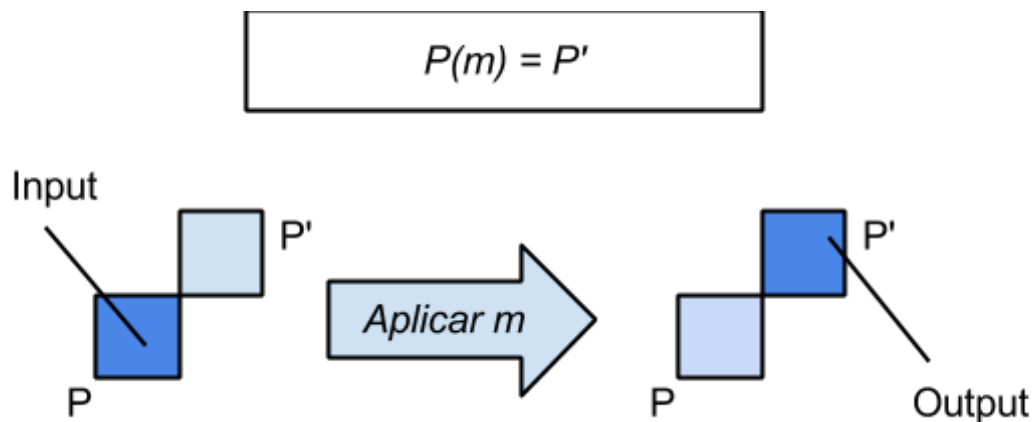 P(m) = P'
Input
P'
P
Aplicar m
P'
P
Output